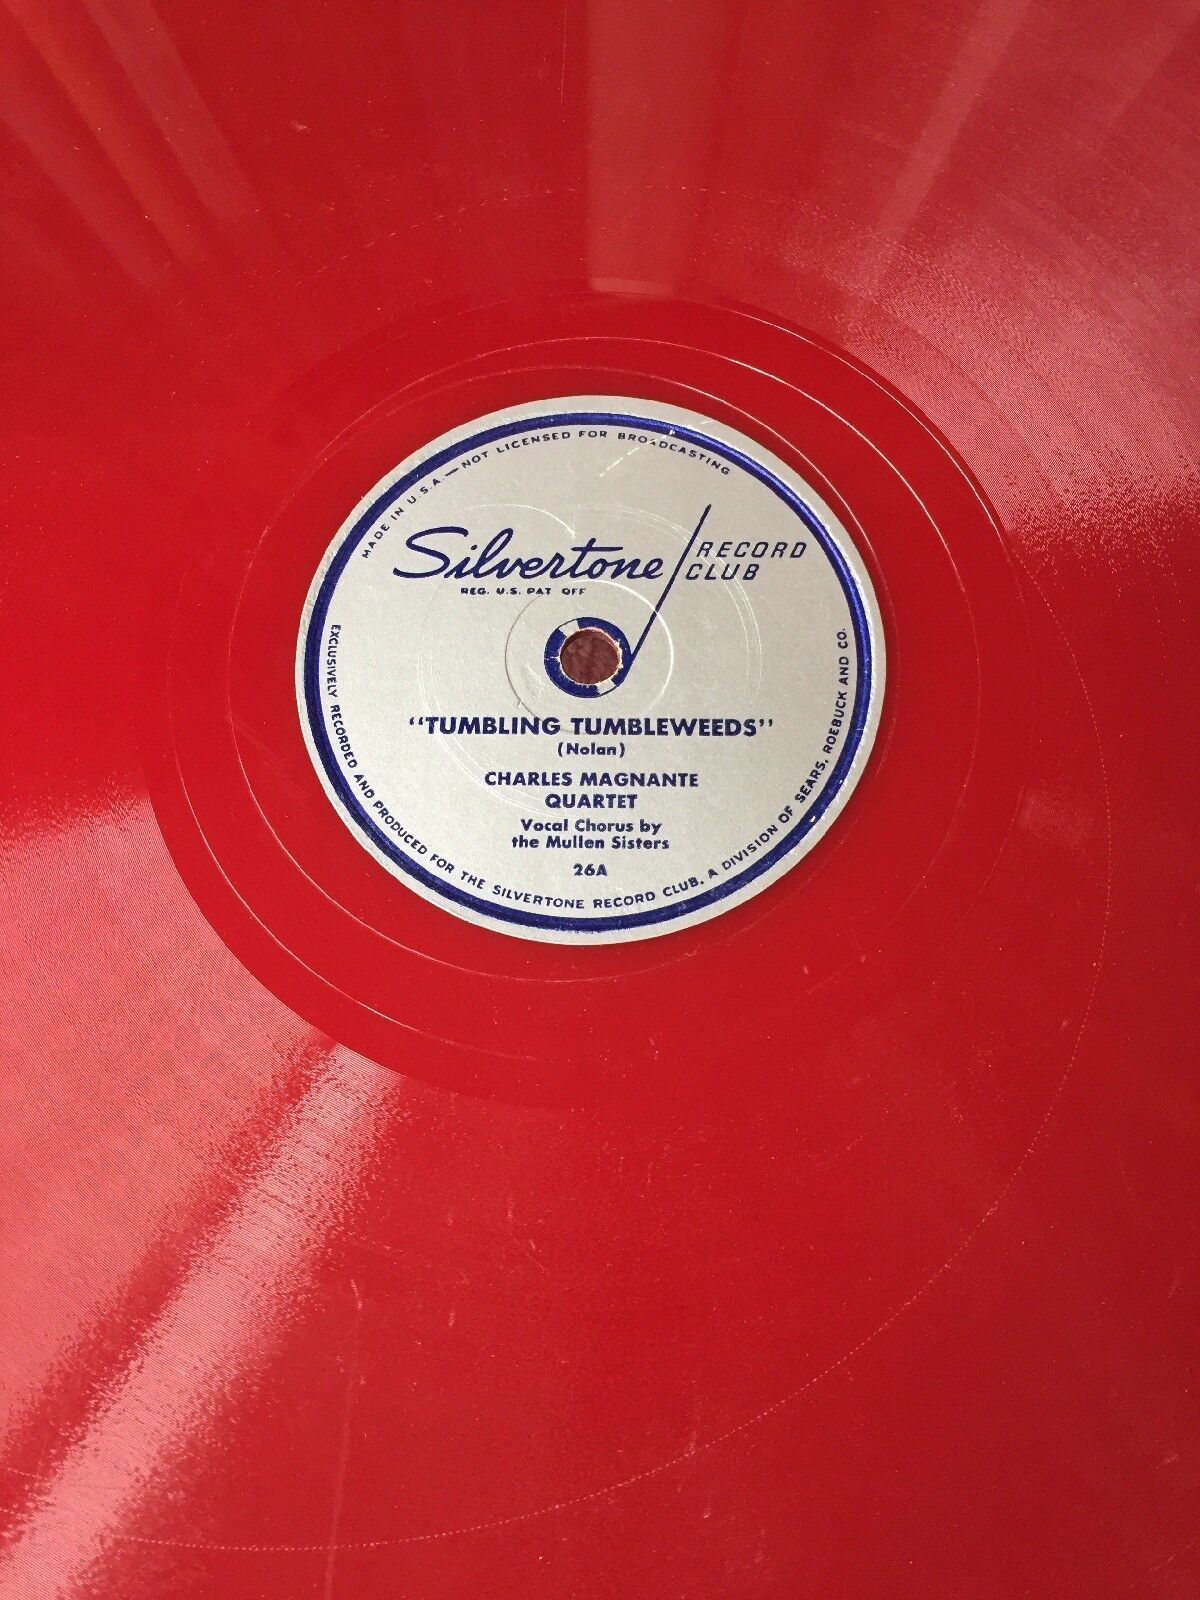 MADE IN U.S.A.—NOT LICENSED FOR BROADCASTING
Silvertone RECORD CLUB
REG. U.S. PAT OFF
"TUMBLING TUMBLEWEEDS"
(Nolan)
CHARLES MAGNANTE
QUARTET
Vocal Chorus by
the Mullen Sisters
26A
EXCLUSIVELY RECORDED AND PRODUCED FOR THE SILVERTONE RECORD CLUB, A DIVISION OF SEARS, ROEBUCK AND CO.